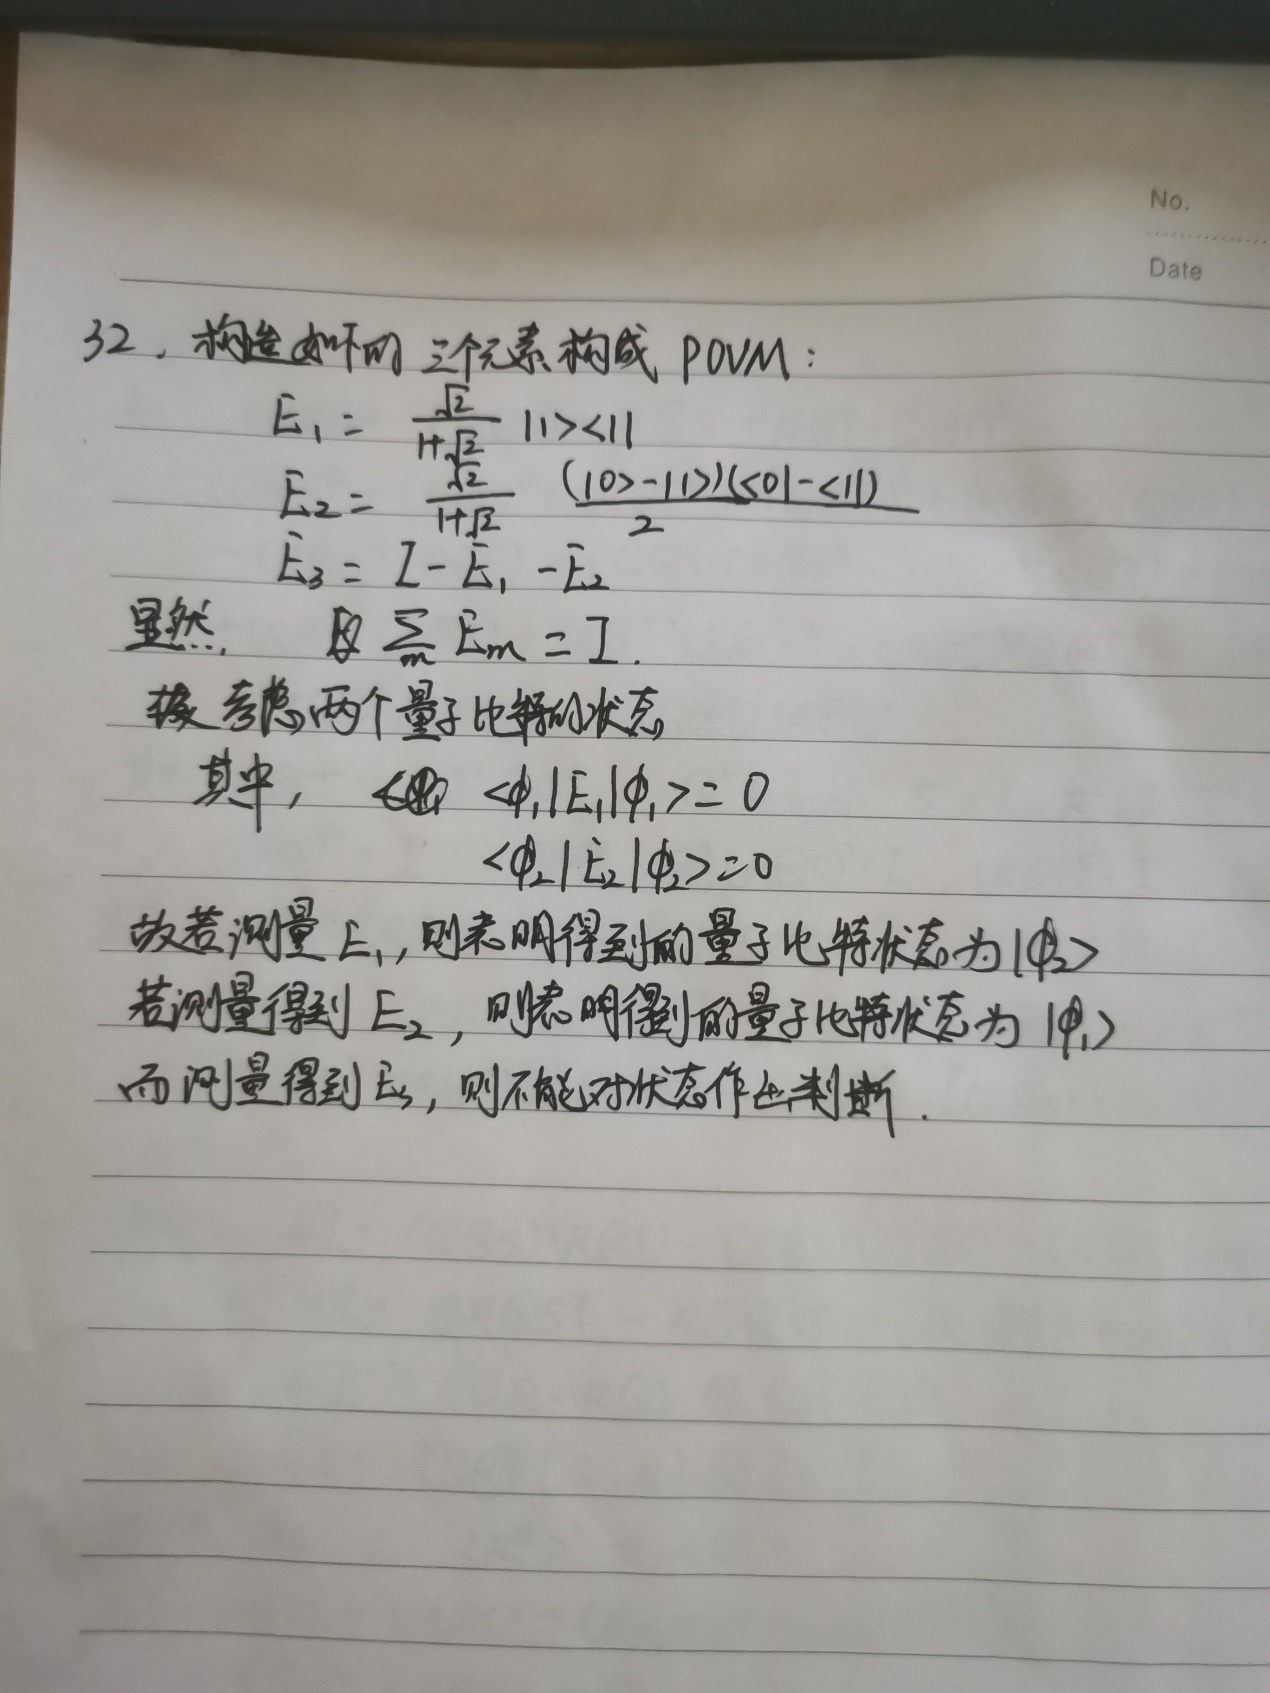 No.
Date
32. 构造如下的 三个元素构成 POVM:
E₁ = √2/(1+√2) |1><1|
E₂ = √2/(1+√2) (|0>-|1>)(<0|-<1|)/2
E₃ = I - E₁ - E₂
显然, 且 ∑ₘ Eₘ = I.
考虑两个量子比特的状态
其中, <φ₁|E₁|φ₁> = 0
<φ₂|E₂|φ₂> = 0
故若测量E₁, 则表明得到的量子比特状态为|φ₂>
若测量得到E₂, 则表明得到的量子比特状态为|φ₁>
而测量得到E₃, 则不能对状态作出判断.